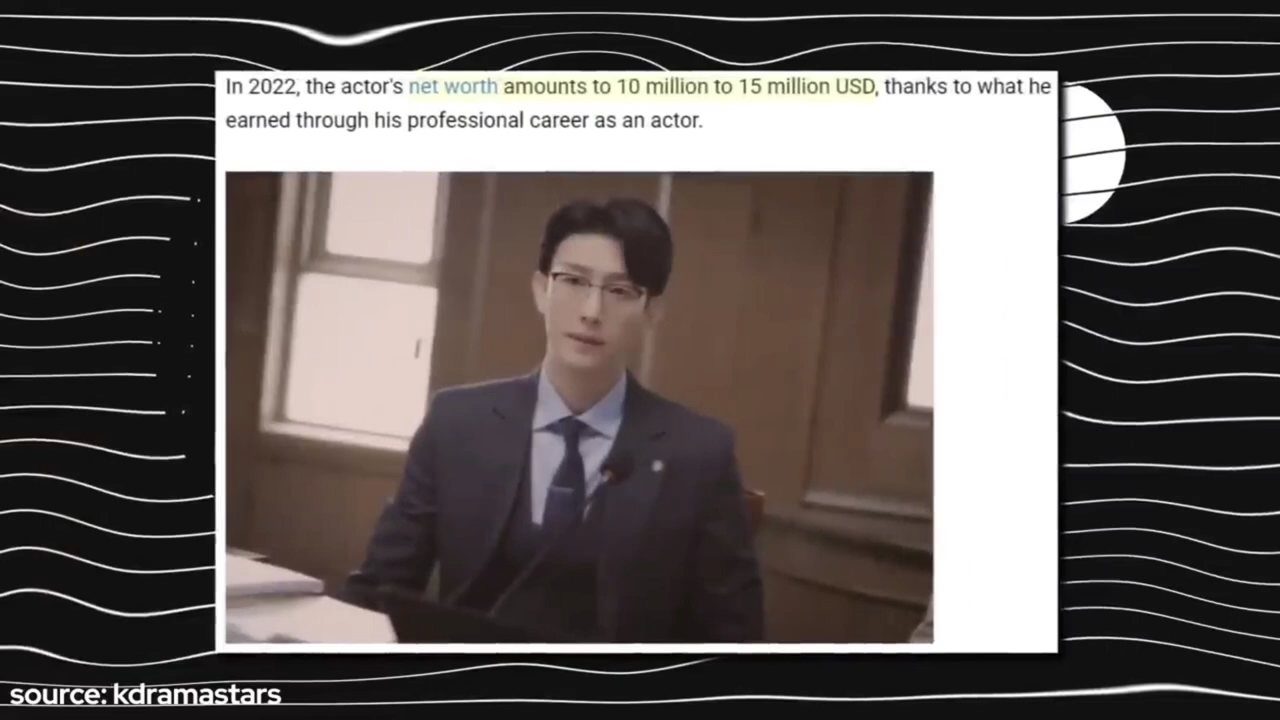 In 2022, the actor's net worth amounts to 10 million to 15 million USD, thanks to what he
earned through his professional career as an actor.
source: kdramastars